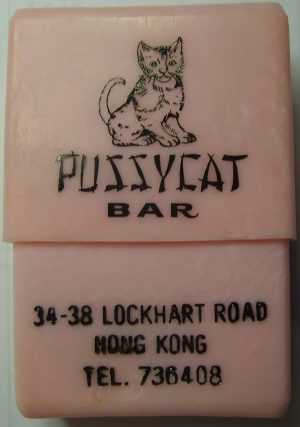 PUSSYCAT
BAR
34-38 LOCKHART ROAD
HONG KONG
TEL. 736408